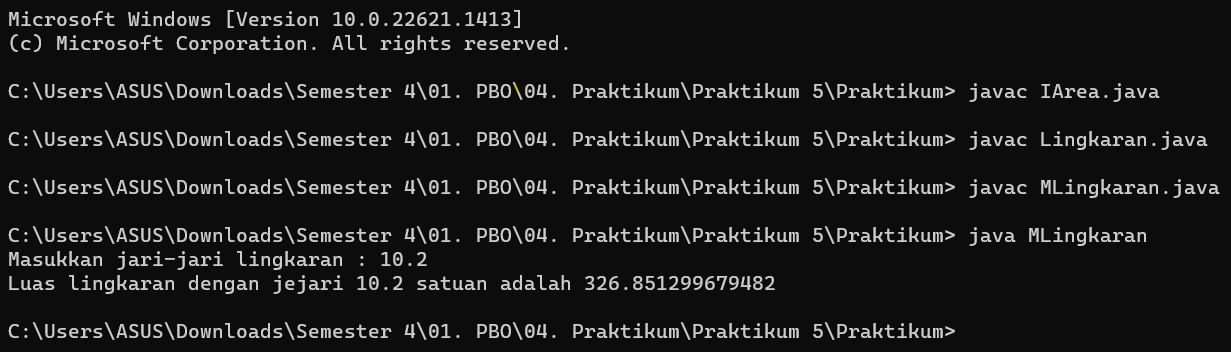 Microsoft Windows [Version 10.0.22621.1413]
(c) Microsoft Corporation. All rights reserved.
C:\Users\ASUS\Downloads\Semester 4\01. PBO\04. Praktikum\Praktikum 5\Praktikum> javac IArea.java
C:\Users\ASUS\Downloads\Semester 4\01. PBO\04. Praktikum\Praktikum 5\Praktikum> javac Lingkaran.java
C:\Users\ASUS\Downloads\Semester 4\01. PBO\04. Praktikum\Praktikum 5\Praktikum> javac MLingkaran.java
C:\Users\ASUS\Downloads\Semester 4\01. PBO\04. Praktikum\Praktikum 5\Praktikum> java MLingkaran
Masukkan jari-jari lingkaran : 10.2
Luas lingkaran dengan jejari 10.2 satuan adalah 326.851299679482
C:\Users\ASUS\Downloads\Semester 4\01. PBO\04. Praktikum\Praktikum 5\Praktikum>